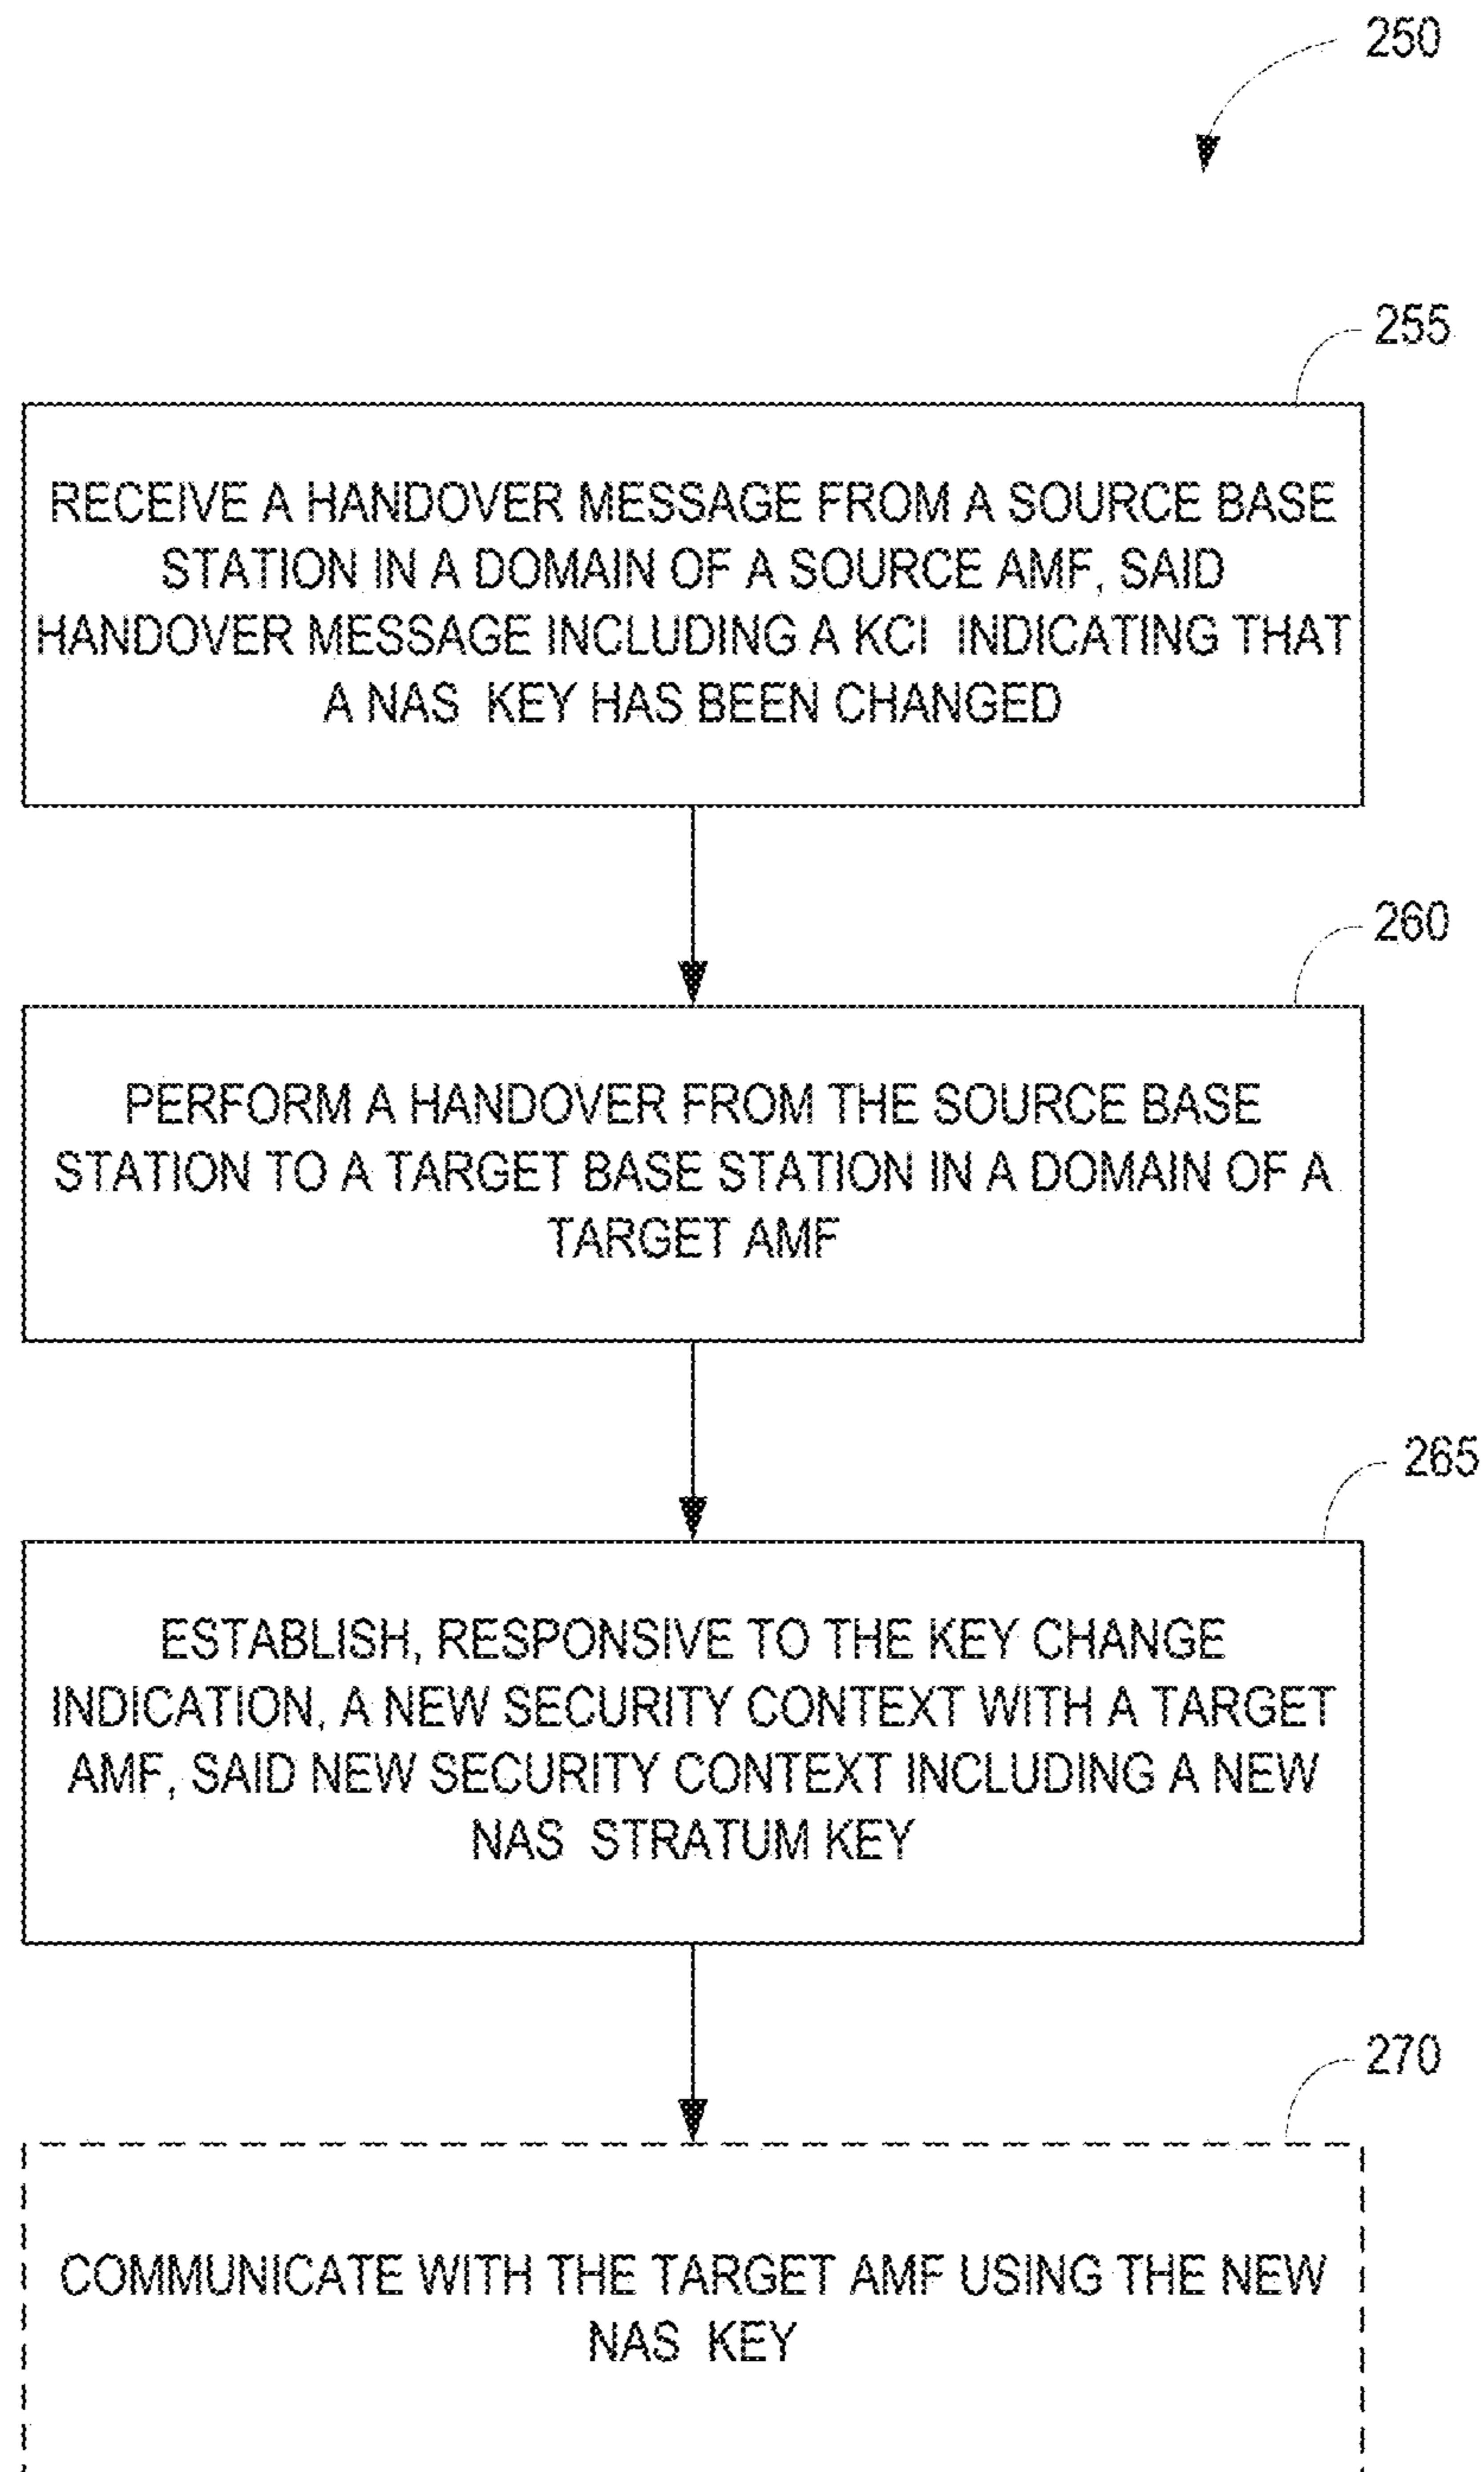 250
255
RECEIVE A HANDOVER MESSAGE FROM A SOURCE BASE
STATION IN A DOMAIN OF A SOURCE AMF, SAID
HANDOVER MESSAGE INCLUDING A KCI INDICATING THAT
A NAS KEY HAS BEEN CHANGED
260
PERFORM A HANDOVER FROM THE SOURCE BASE
STATION TO A TARGET BASE STATION IN A DOMAIN OF A
TARGET AMF
265
ESTABLISH, RESPONSIVE TO THE KEY CHANGE
INDICATION, A NEW SECURITY CONTEXT WITH A TARGET
AMF, SAID NEW SECURITY CONTEXT INCLUDING A NEW
NAS STRATUM KEY
270
COMMUNICATE WITH THE TARGET AMF USING THE NEW
NAS KEY